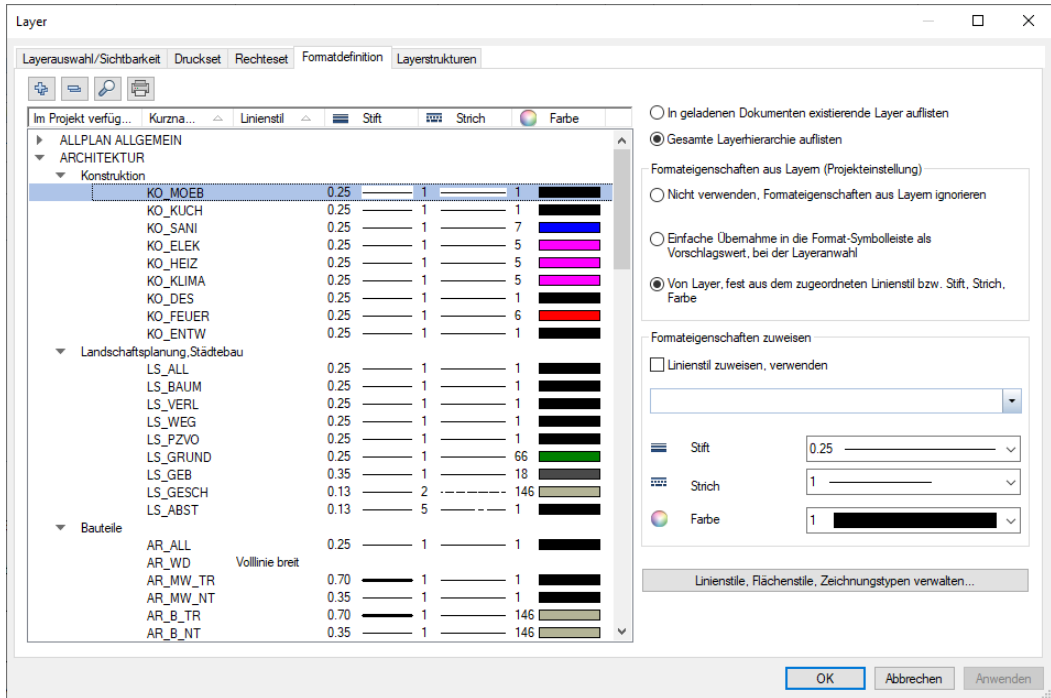 Layer
Layerauswahl/Sichtbarkeit Druckset Rechteset Formatdefinition Layerstrukturen
Im Projekt verfüg... Kurzna... Linienstil Stift Strich Farbe
ALLPLAN ALLGEMEIN
ARCHITEKTUR
Konstruktion
KO_MOEB 0.25 1 1
KO_KUCH 0.25 1 1
KO_SANI 0.25 1 7
KO_ELEK 0.25 1 5
KO_HEIZ 0.25 1 5
KO_KLIMA 0.25 1 5
KO_DES 0.25 1 1
KO_FEUER 0.25 1 6
KO_ENTW 0.25 1 1
Landschaftsplanung,Städtebau
LS_ALL 0.25 1 1
LS_BAUM 0.25 1 1
LS_VERL 0.25 1 1
LS_WEG 0.25 1 1
LS_PZVO 0.25 1 1
LS_GRUND 0.25 1 66
LS_GEB 0.35 1 18
LS_GESCH 0.13 2 146
LS_ABST 0.13 5 1
Bauteile
AR_ALL 0.25 1 1
AR_WD Volllinie breit
AR_MW_TR 0.70 1 1
AR_MW_NT 0.35 1 1
AR_B_TR 0.70 1 146
AR_B_NT 0.35 1 146
In geladenen Dokumenten existierende Layer auflisten
Gesamte Layerhierarchie auflisten
Formateigenschaften aus Layern (Projekteinstellung)
Nicht verwenden, Formateigenschaften aus Layern ignorieren
Einfache Übernahme in die Format-Symbolleiste als
Vorschlagswert, bei der Layeranwahl
Von Layer, fest aus dem zugeordneten Linienstil bzw. Stift, Strich,
Farbe
Formateigenschaften zuweisen
Linienstil zuweisen, verwenden
Stift 0.25
Strich 1
Farbe 1
Linienstile, Flächenstile, Zeichnungstypen verwalten...
OK Abbrechen Anwenden